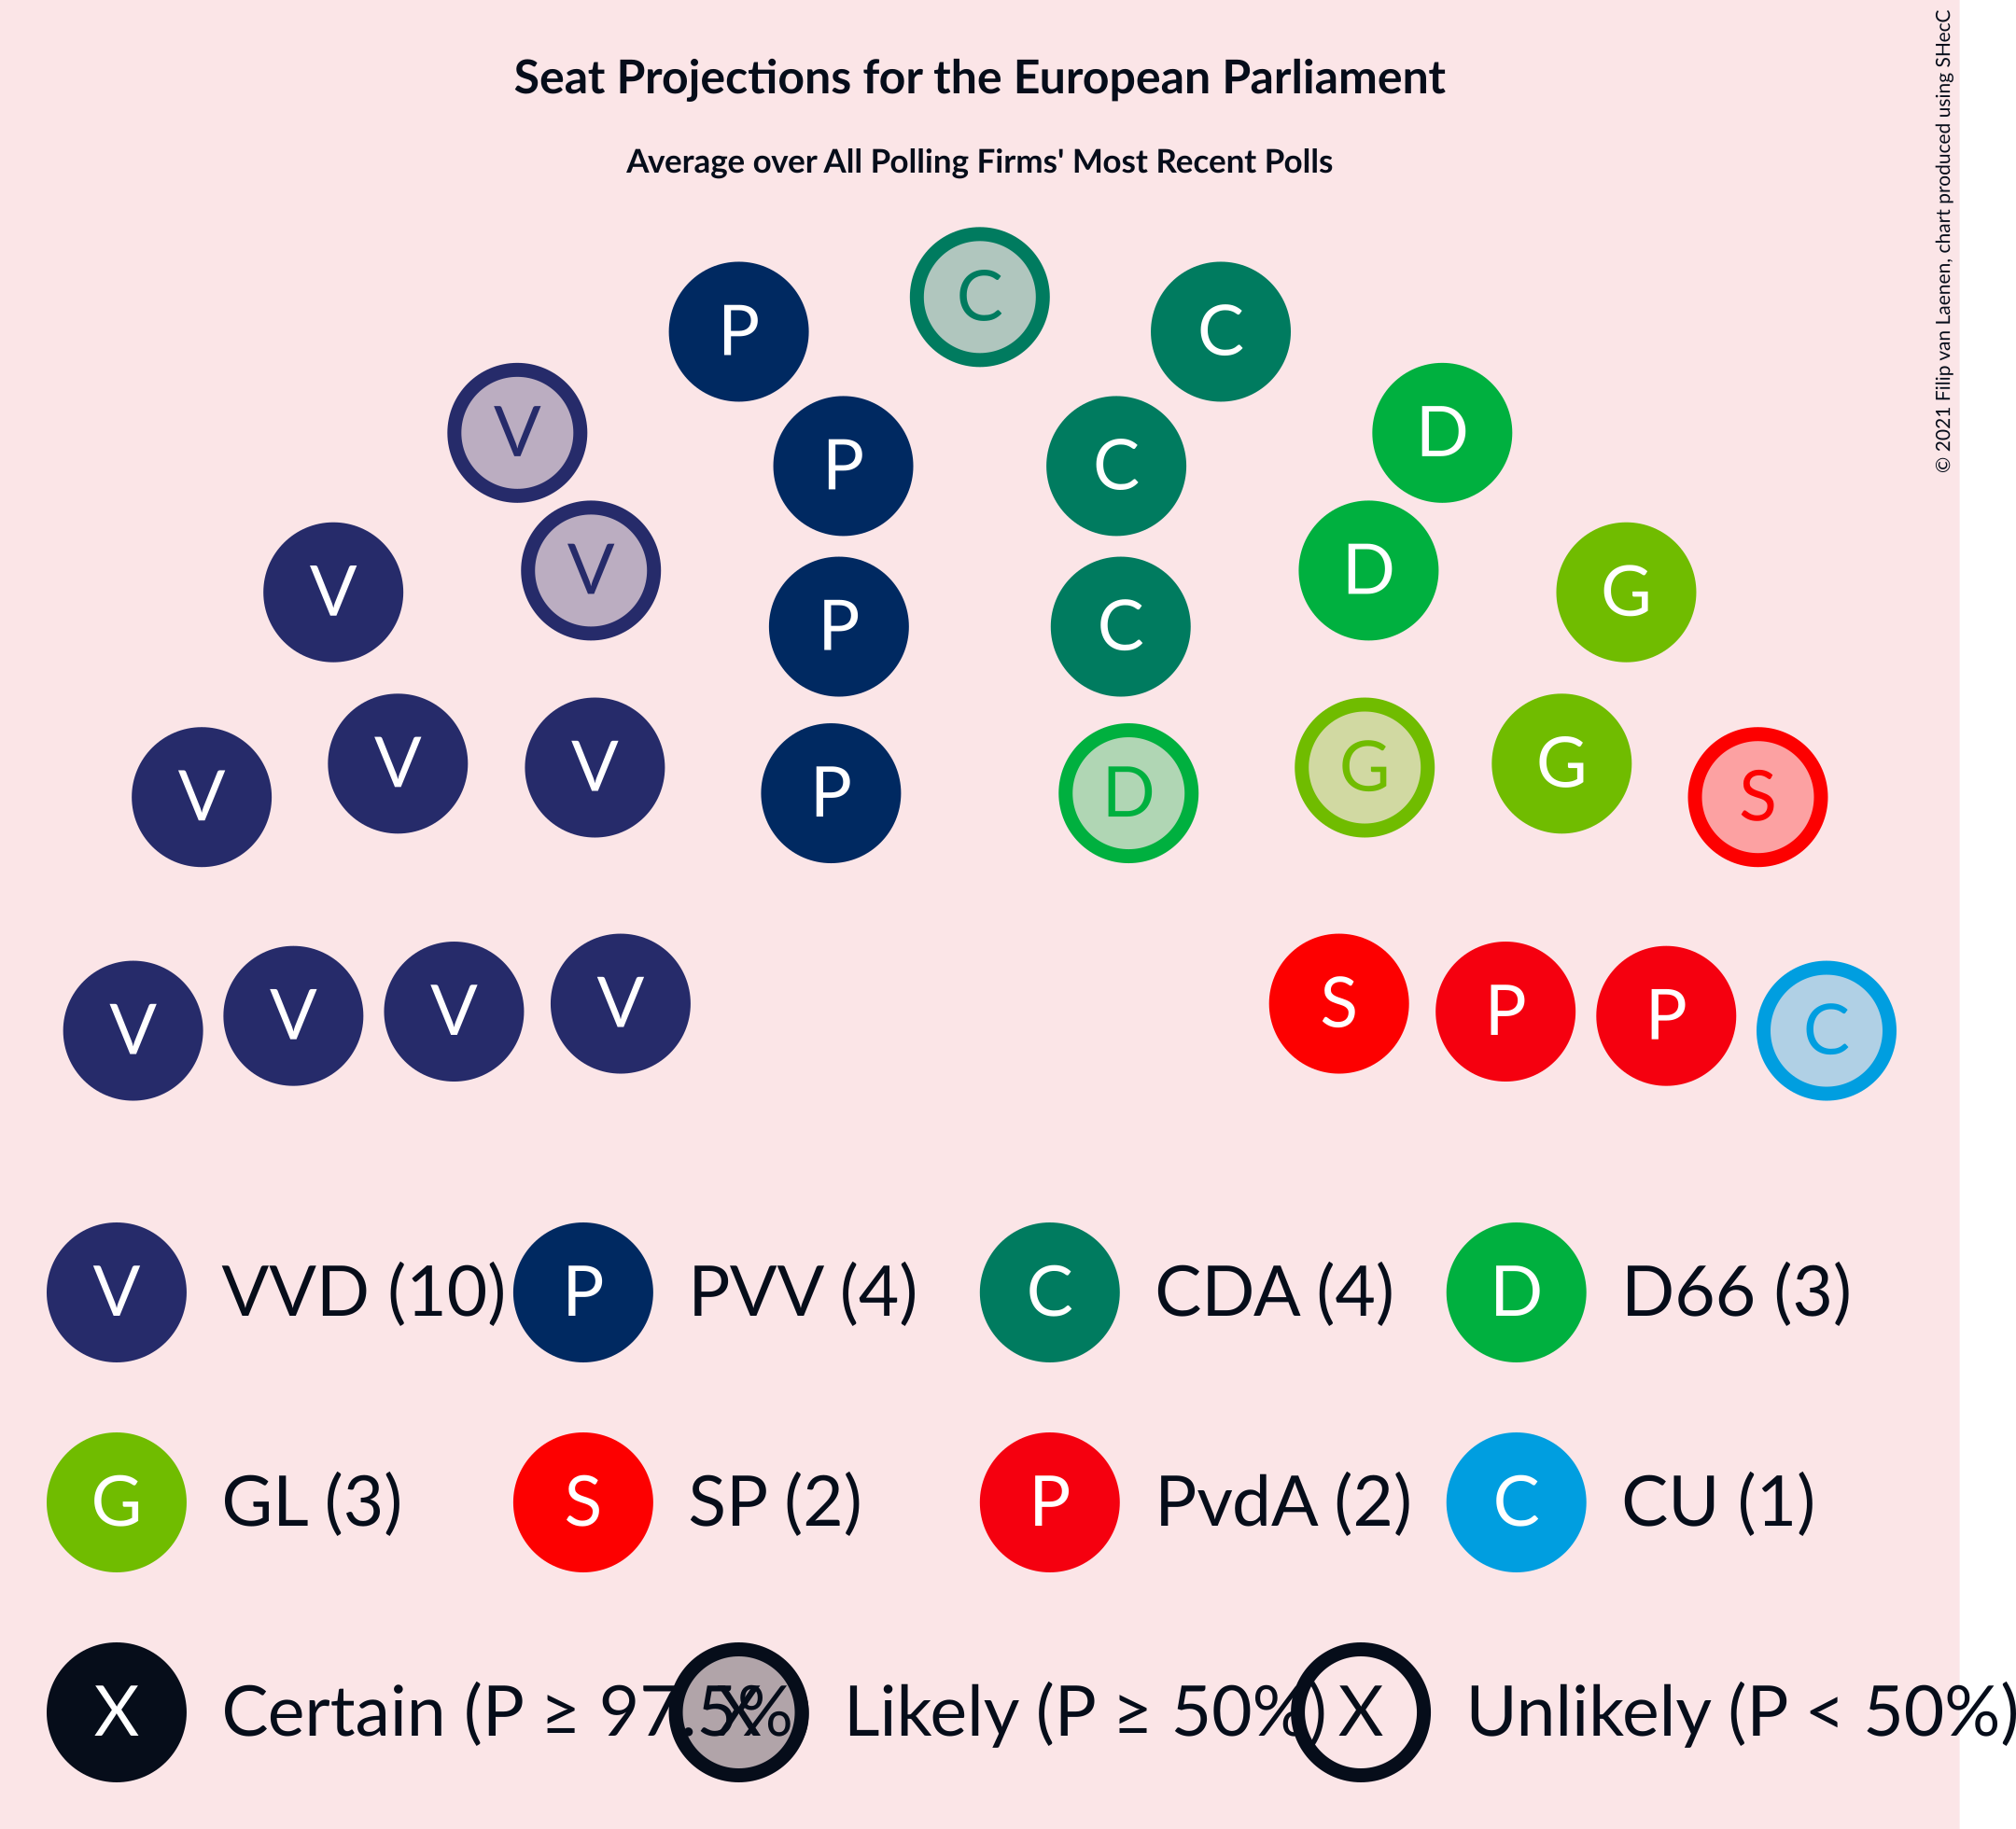 Seat Projections for the European Parliament
Average over All Polling Firms' Most Recent Polls
© 2021 Filip van Laenen, chart produced using SHecC
C
P C
V D
P C
V D
V G
P C
V G
V G
P D
V S
V S
V P
V P
V C
V VVD (10) P PVV (4) C CDA (4) D D66 (3)
G GL (3) S SP (2) P PvdA (2) C CU (1)
X Certain (P ≥ 97.5% X Likely (P ≥ 50%) X Unlikely (P < 50%)